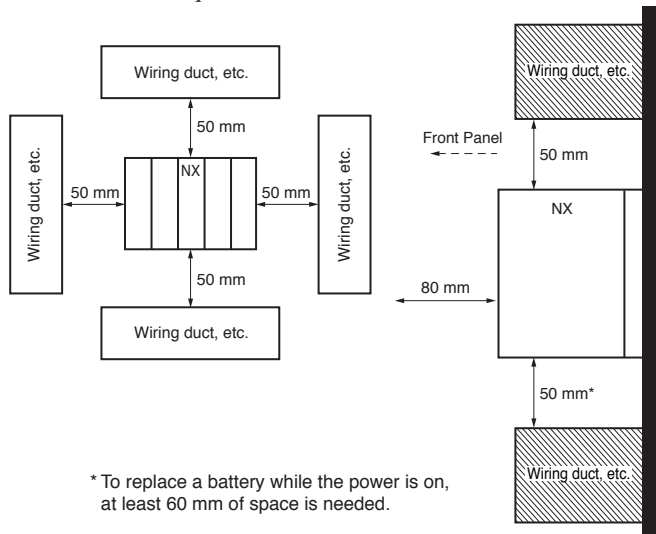 Wiring duct, etc.
50 mm
Wiring duct, etc.
50 mm
NX
50 mm
Wiring duct, etc.
50 mm
Wiring duct, etc.
Wiring duct, etc.
Front Panel
50 mm
NX
80 mm
50 mm*
Wiring duct, etc.
* To replace a battery while the power is on,
at least 60 mm of space is needed.